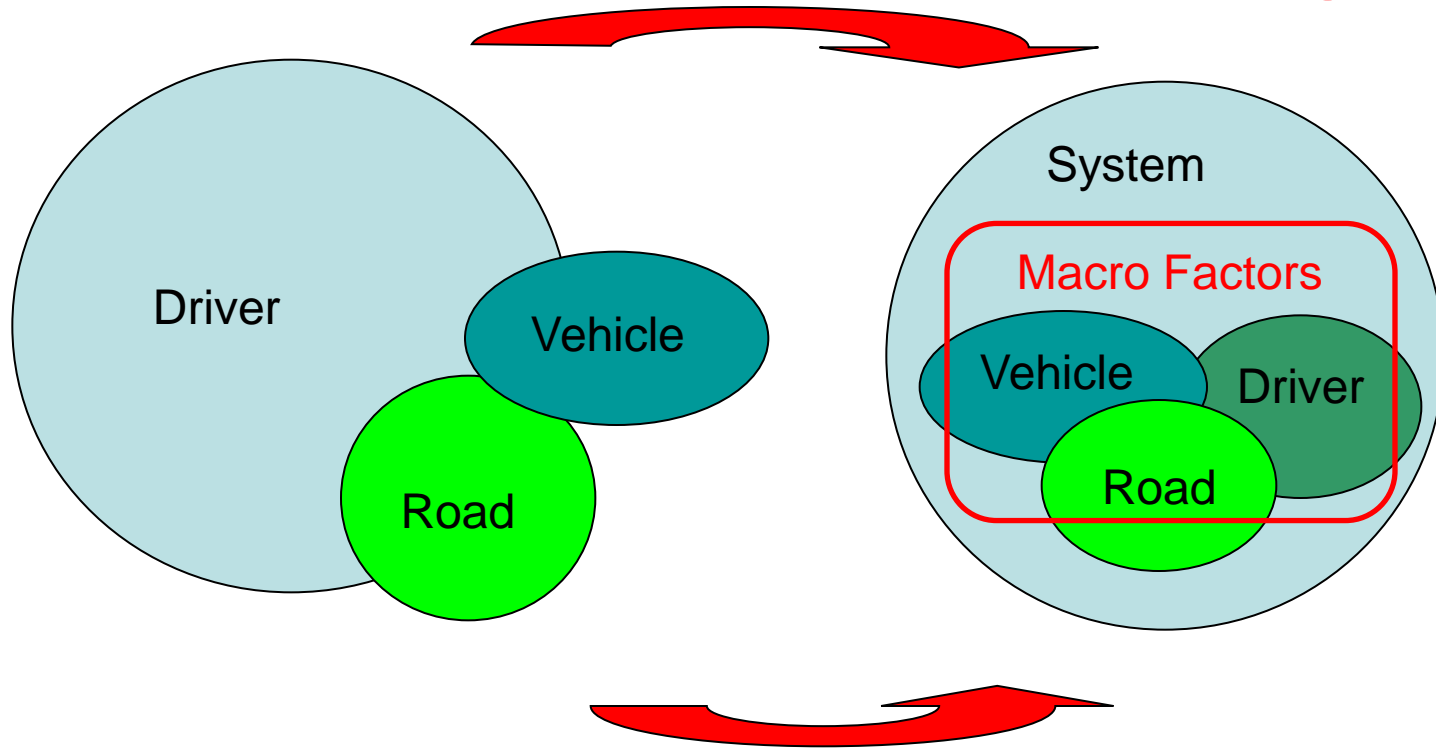 Driver
Vehicle
Road
System
Macro Factors
Vehicle
Driver
Road